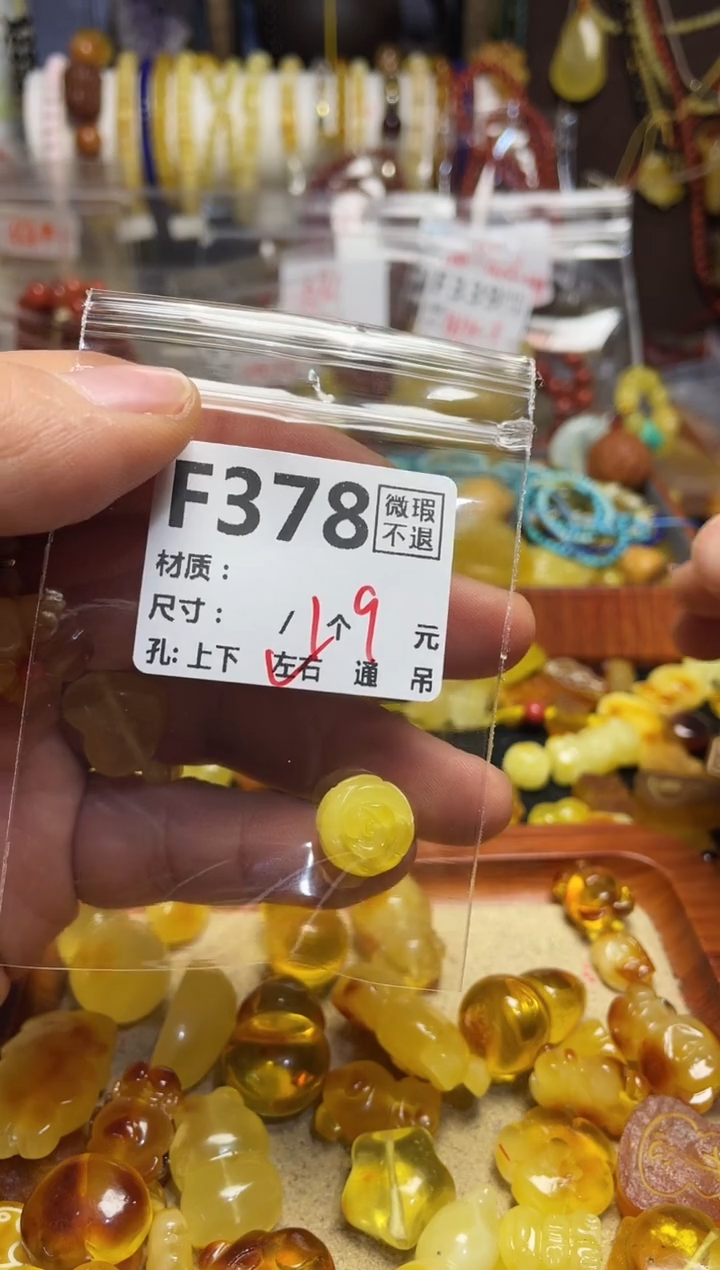 F378 微瑕
不退
材质：
尺寸： / 1个9 元
孔: 上下 左右 通 吊